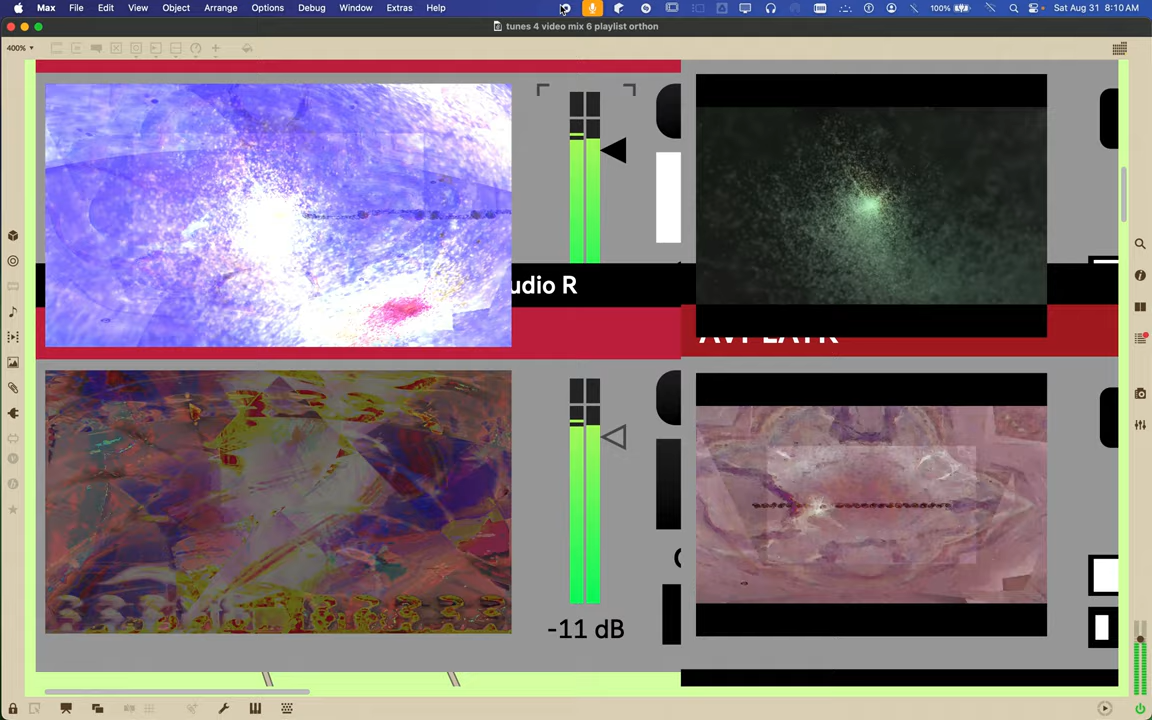 Max File Edit View Object Arrange Options Debug Window Extras Help 100% Sat Aug 31 8:10 AM
tunes 4 video mix 6 playlist orthon
400%
udio R
-11 dB